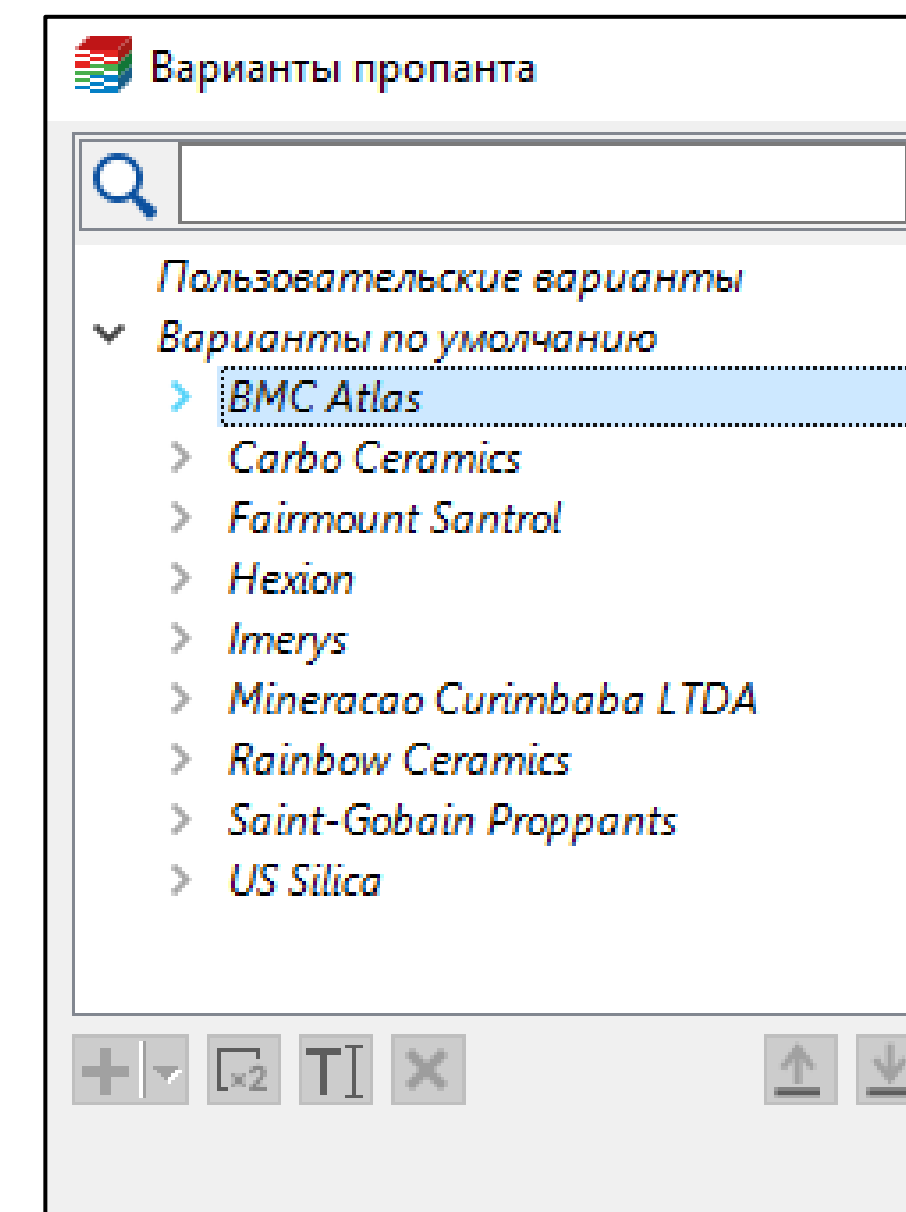 Варианты пропанта
Пользовательские варианты
Варианты по умолчанию
BMC Atlas
Carbo Ceramics
Fairmount Santrol
Hexion
Imerys
Mineracao Curimbaba LTDA
Rainbow Ceramics
Saint-Gobain Proppants
US Silica
x2
T